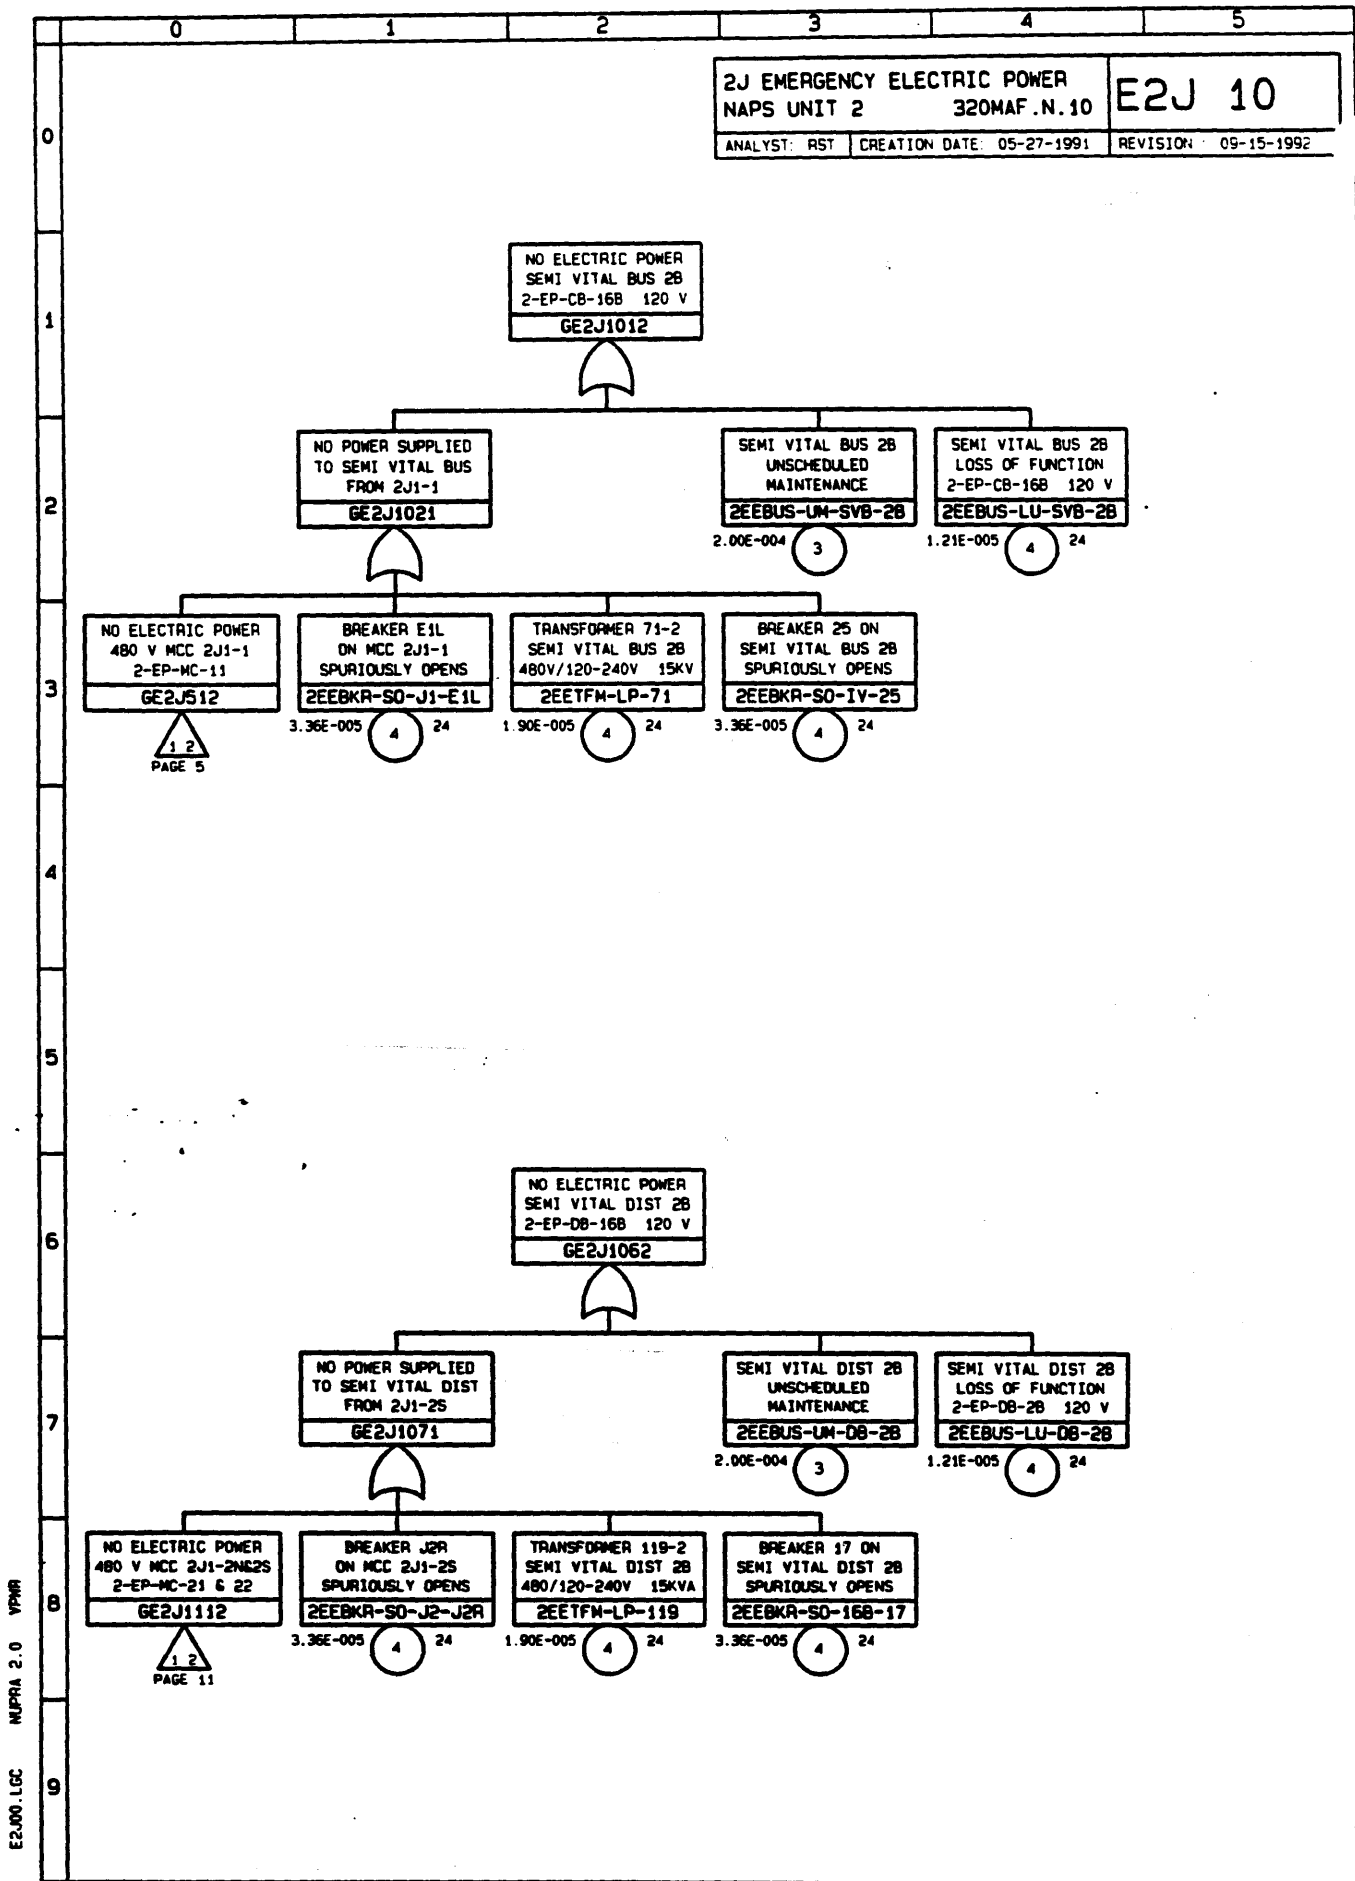 0 1 2 3 4 5
2J EMERGENCY ELECTRIC POWER
NAPS UNIT 2 320MAF.N.10
E2J 10
ANALYST: RST CREATION DATE: 05-27-1991 REVISION 09-15-1992
0
NO ELECTRIC POWER
SEMI VITAL BUS 2B
2-EP-CB-16B 120 V
GE2J1012
1
NO POWER SUPPLIED
TO SEMI VITAL BUS
FROM 2J1-1
GE2J1021
SEMI VITAL BUS 2B
UNSCHEDULED
MAINTENANCE
2EEBUS-UM-SVB-2B
2.00E-004 3
SEMI VITAL BUS 2B
LOSS OF FUNCTION
2-EP-CB-16B 120 V
2EEBUS-LU-SVB-2B
1.21E-005 4 24
2
NO ELECTRIC POWER
480 V MCC 2J1-1
2-EP-MC-11
GE2J512
1 2
PAGE 5
BREAKER E1L
ON MCC 2J1-1
SPURIOUSLY OPENS
2EEBKR-SO-J1-E1L
3.36E-005 4 24
TRANSFORMER 71-2
SEMI VITAL BUS 2B
480V/120-240V 15KV
2EETFM-LP-71
1.90E-005 4 24
BREAKER 25 ON
SEMI VITAL BUS 2B
SPURIOUSLY OPENS
2EEBKR-SO-IV-25
3.36E-005 4 24
3
4
5
NO ELECTRIC POWER
SEMI VITAL DIST 2B
2-EP-DB-16B 120 V
GE2J1062
6
NO POWER SUPPLIED
TO SEMI VITAL DIST
FROM 2J1-2S
GE2J1071
SEMI VITAL DIST 2B
UNSCHEDULED
MAINTENANCE
2EEBUS-UM-DB-2B
2.00E-004 3
SEMI VITAL DIST 2B
LOSS OF FUNCTION
2-EP-DB-2B 120 V
2EEBUS-LU-DB-2B
1.21E-005 4 24
7
NO ELECTRIC POWER
480 V MCC 2J1-2N&2S
2-EP-MC-21 & 22
GE2J1112
1 2
PAGE 11
BREAKER J2R
ON MCC 2J1-2S
SPURIOUSLY OPENS
2EEBKR-SO-J2-J2R
3.36E-005 4 24
TRANSFORMER 119-2
SEMI VITAL DIST 2B
480/120-240V 15KVA
2EETFM-LP-119
1.90E-005 4 24
BREAKER 17 ON
SEMI VITAL DIST 2B
SPURIOUSLY OPENS
2EEBKR-SO-16B-17
3.36E-005 4 24
8
9
E2J00.LGC NUPRA 2.0 VPWR